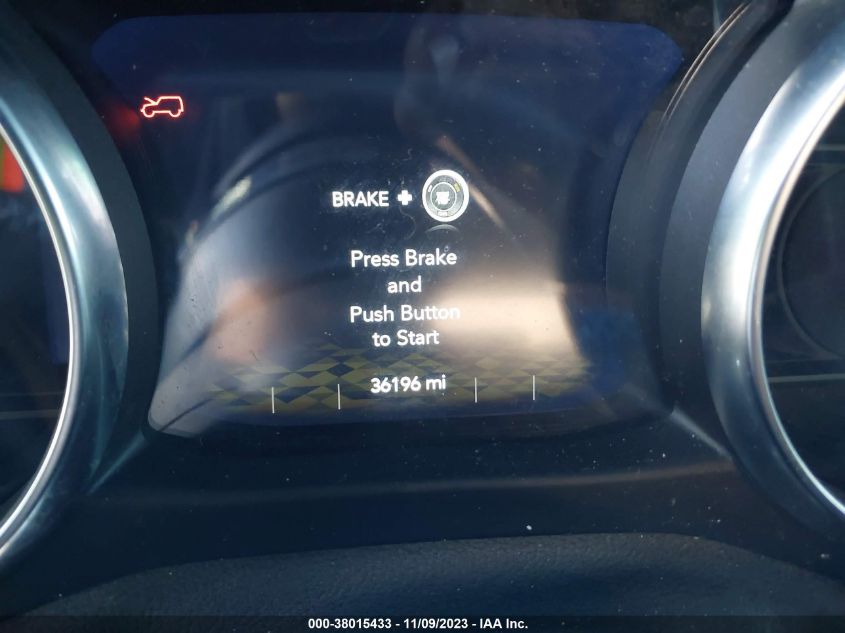 BRAKE +
Press Brake
and
Push Button
to Start
36196 mi
000-38015433 - 11/09/2023 - IAA Inc.